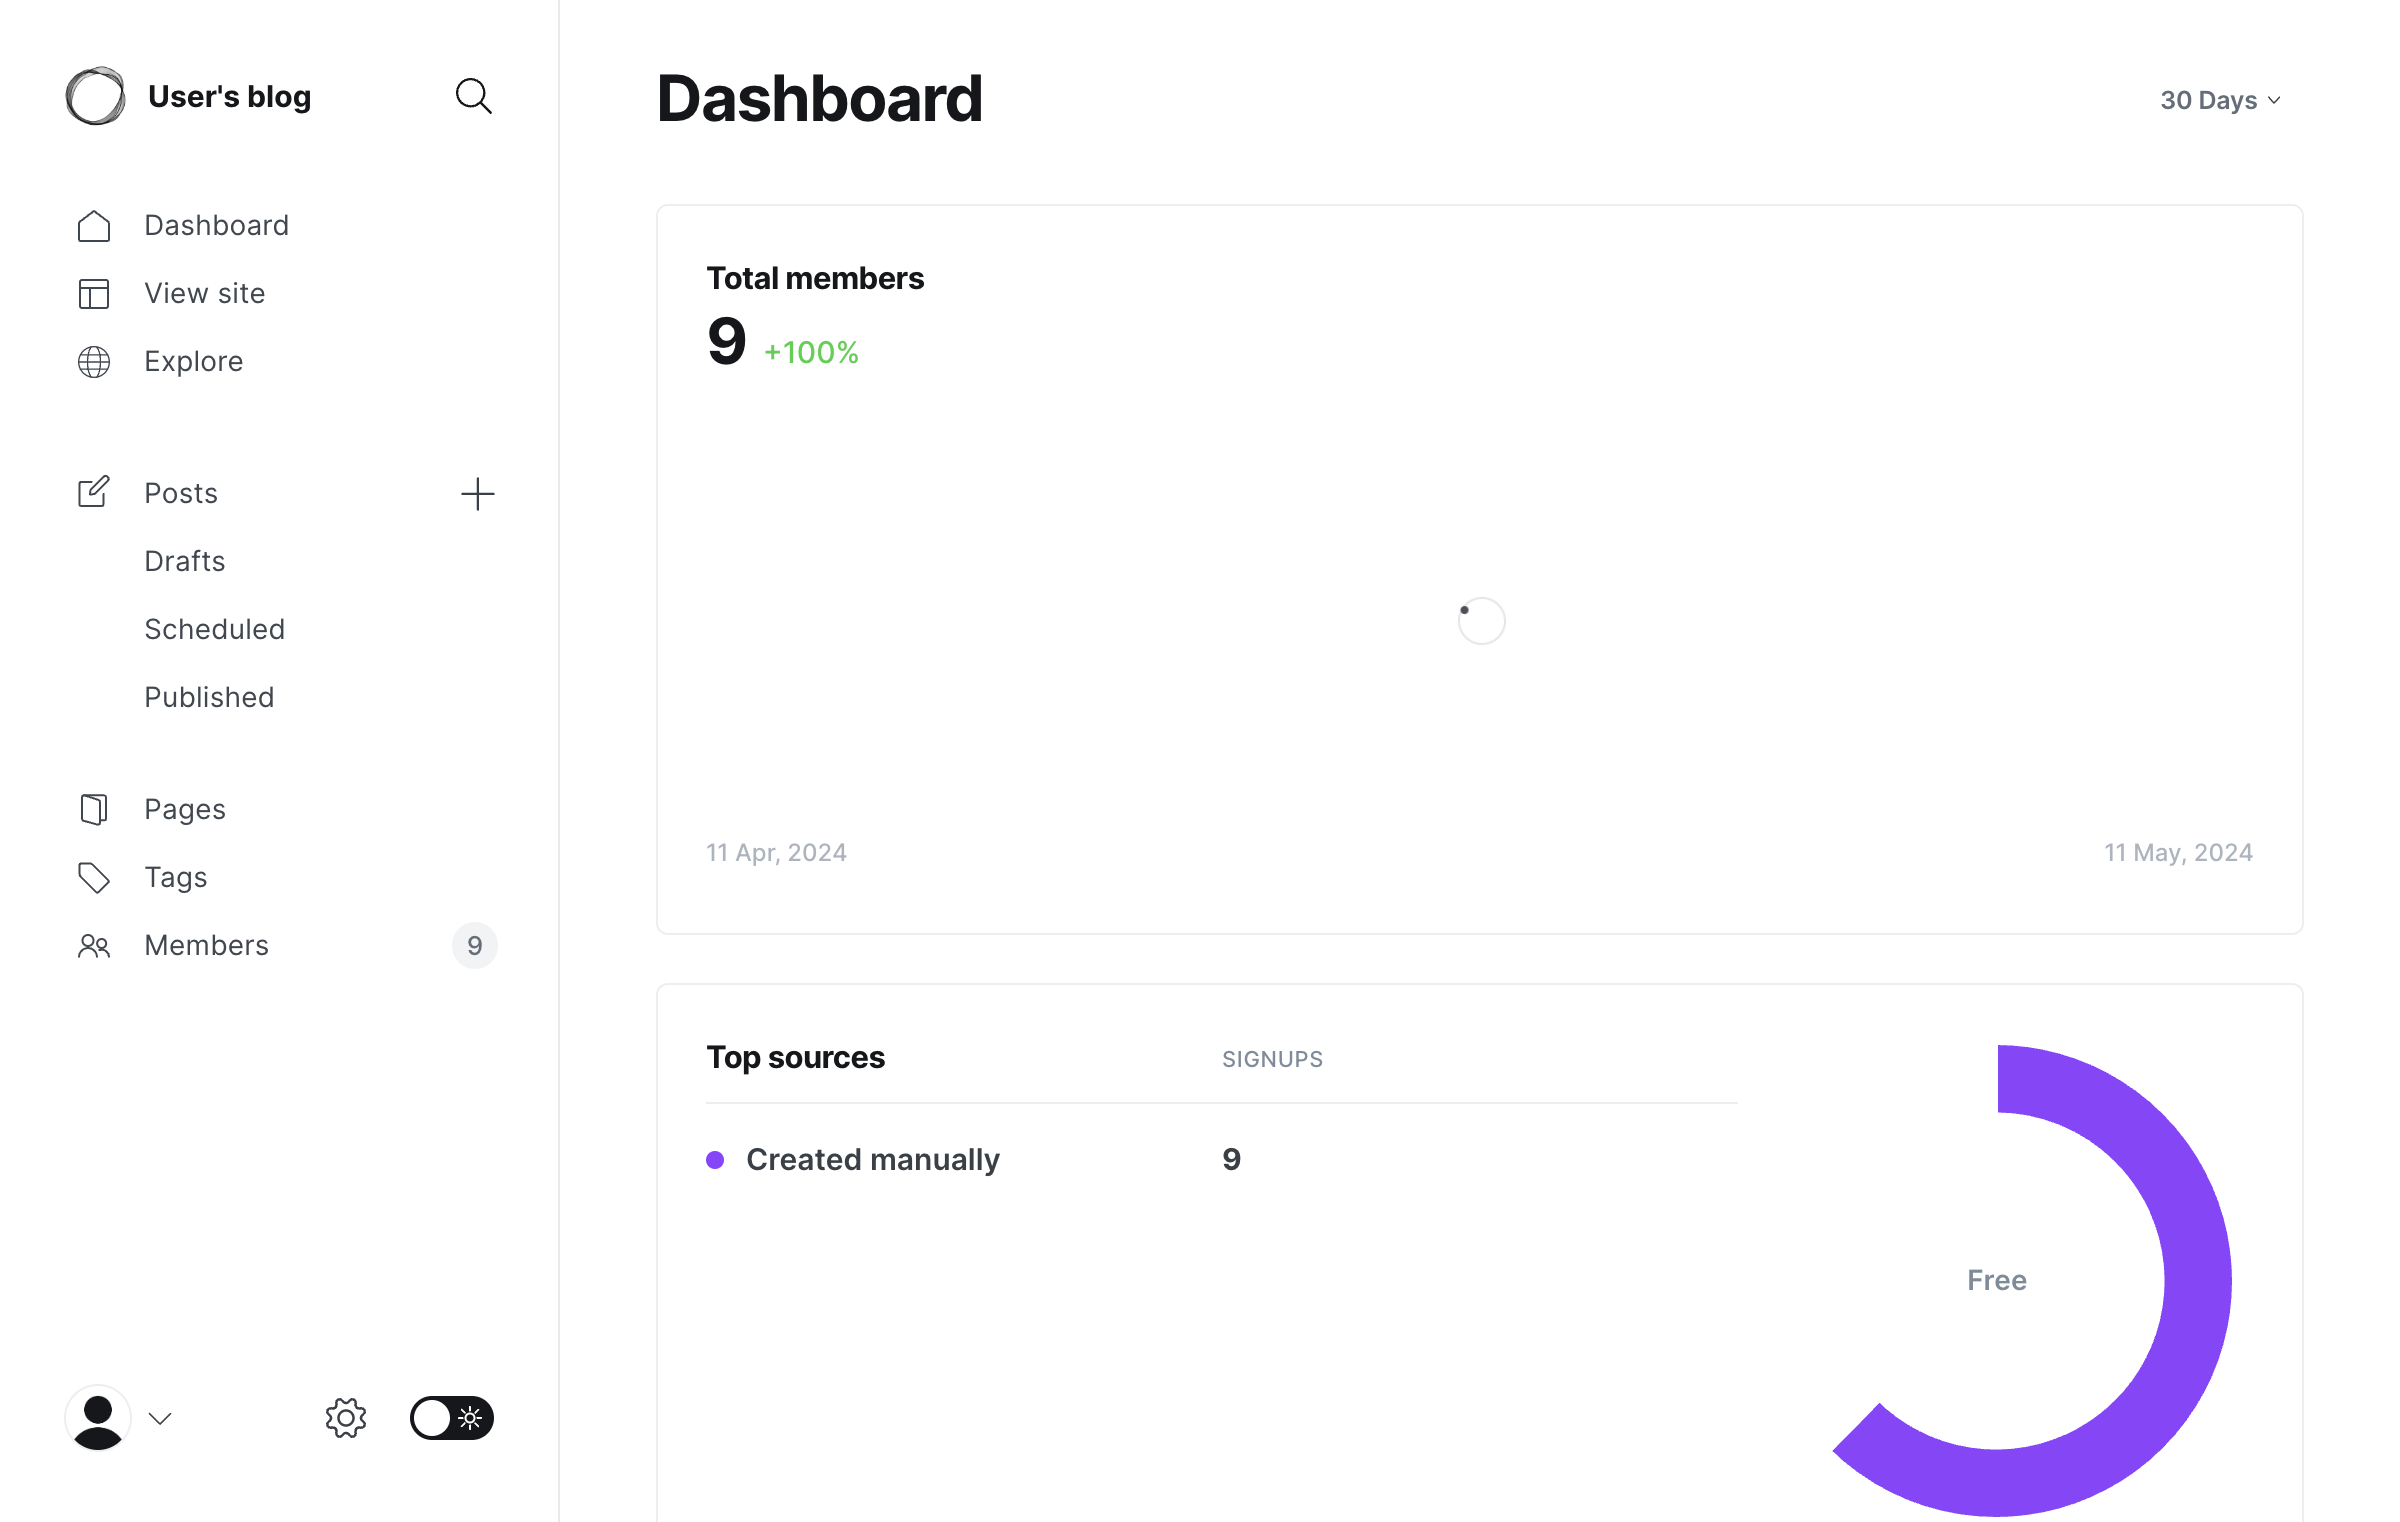 User's blog
Dashboard
View site
Explore
Posts
Drafts
Scheduled
Published
Pages
Tags
Members 9
Dashboard
30 Days
Total members
9 +100%
11 Apr, 2024 11 May, 2024
Top sources SIGNUPS
Created manually 9
Free